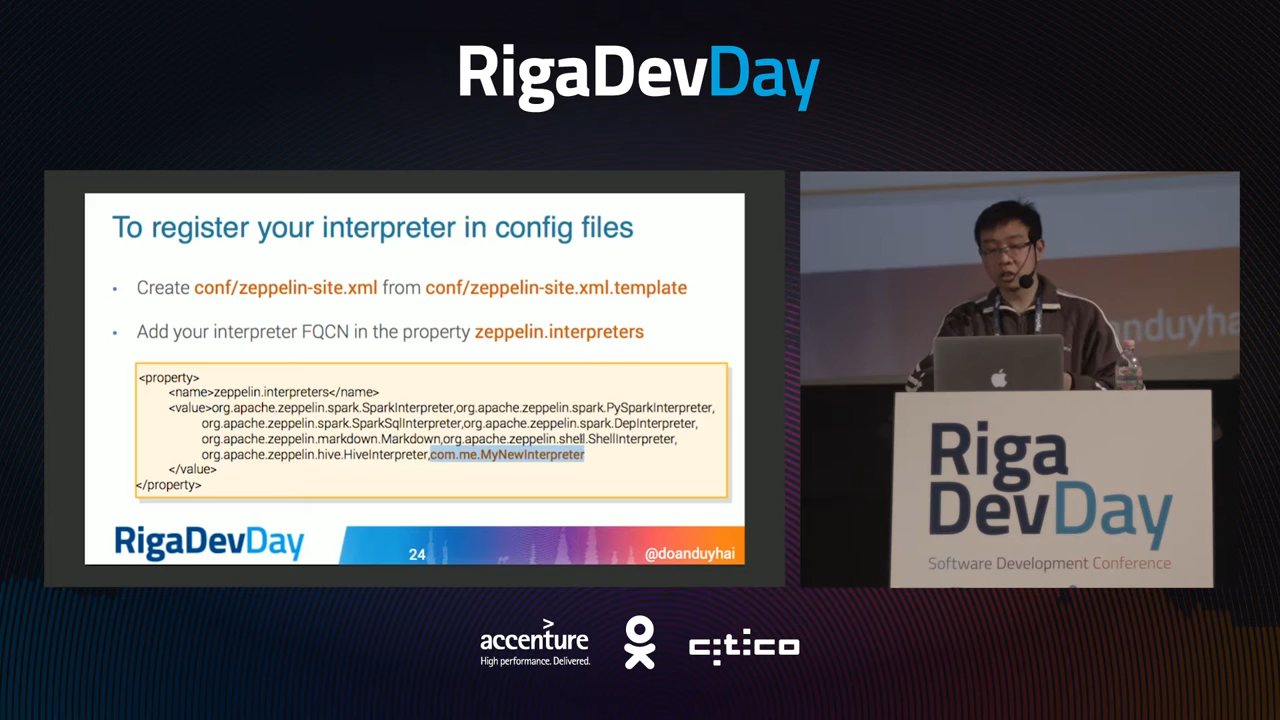 RigaDevDay
To register your interpreter in config files
• Create conf/zeppelin-site.xml from conf/zeppelin-site.xml.template
• Add your interpreter FQCN in the property zeppelin.interpreters
<property>
<name>zeppelin.interpreters</name>
<value>org.apache.zeppelin.spark.SparkInterpreter,org.apache.zeppelin.spark.PySparkInterpreter,
org.apache.zeppelin.spark.SparkSqlInterpreter,org.apache.zeppelin.spark.DepInterpreter,
org.apache.zeppelin.markdown.Markdown,org.apache.zeppelin.shell.ShellInterpreter,
org.apache.zeppelin.hive.HiveInterpreter,com.me.MyNewInterpreter
</value>
</property>
RigaDevDay
24
@doanduyhai
anduyhai
Riga
DevDay
Software Development Conference
accenture
High performance. Delivered.
citico